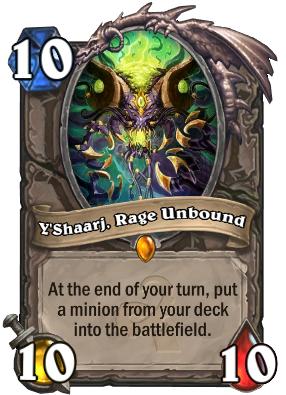 10
Y'Shaarj, Rage Unbound
At the end of your turn, put
a minion from your deck
into the battlefield.
10
10